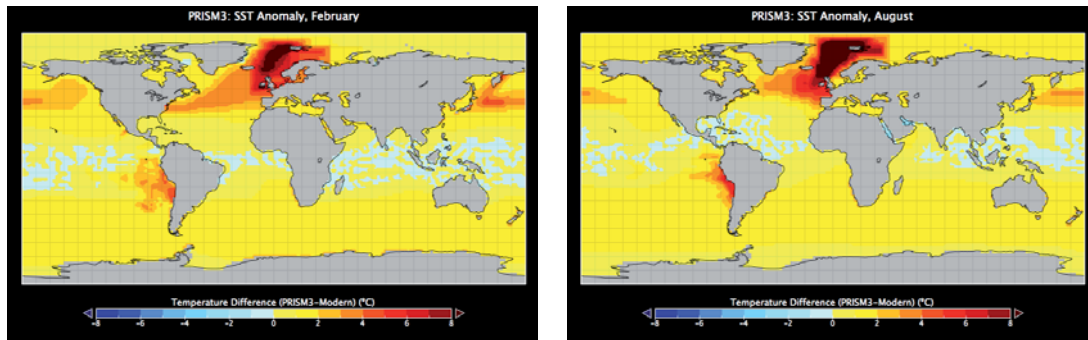 PRISM3: SST Anomaly, February
Temperature Difference (PRISM3-Modern) (°C)
-8 -6 -4 -2 0 2 4 6 8
PRISM3: SST Anomaly, August
Temperature Difference (PRISM3-Modern) (°C)
-8 -6 -4 -2 0 2 4 6 8